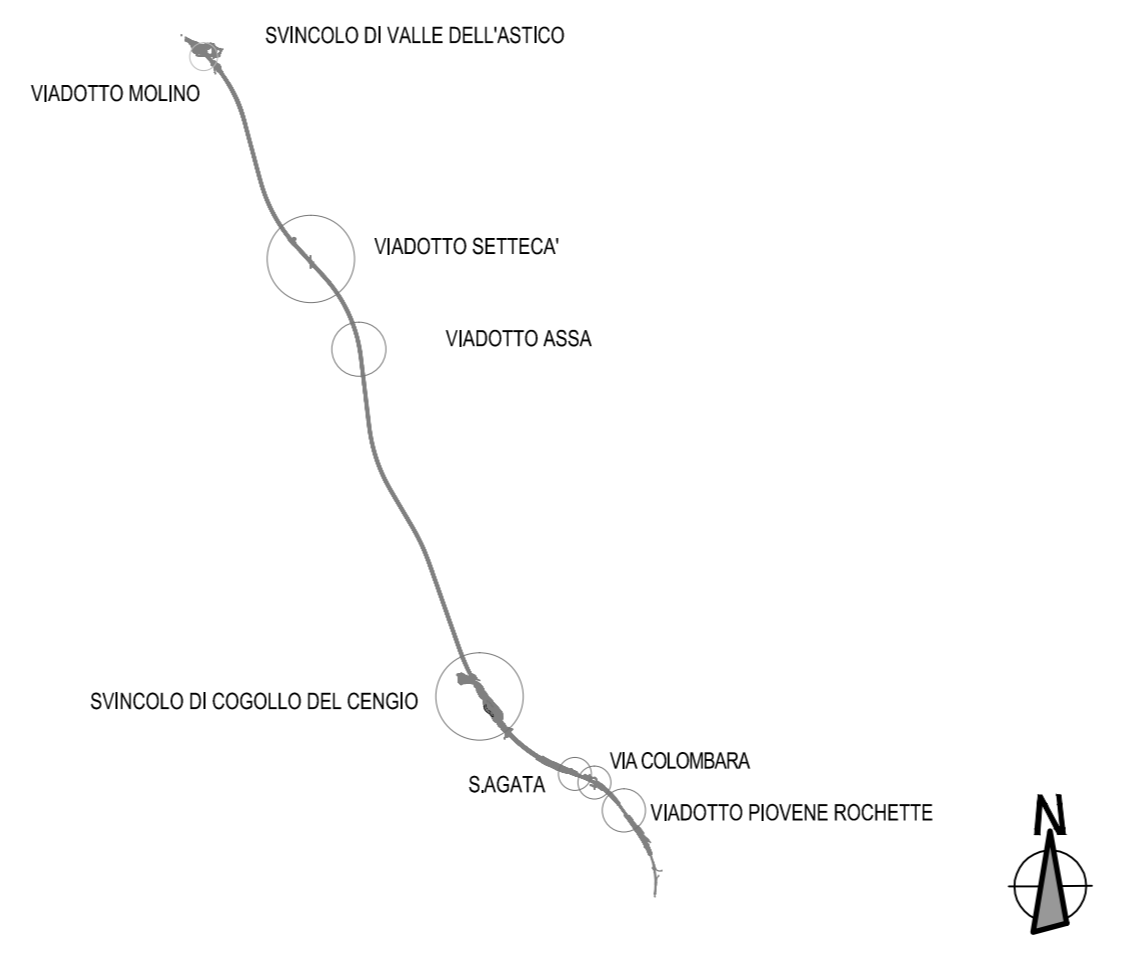 SVINCOLO DI VALLE DELL'ASTICO
VIADOTTO MOLINO
VIADOTTO SETTECA'
VIADOTTO ASSA
SVINCOLO DI COGOLLO DEL CENGIO
VIA COLOMBARA
S.AGATA
VIADOTTO PIOVENE ROCHETTE
N